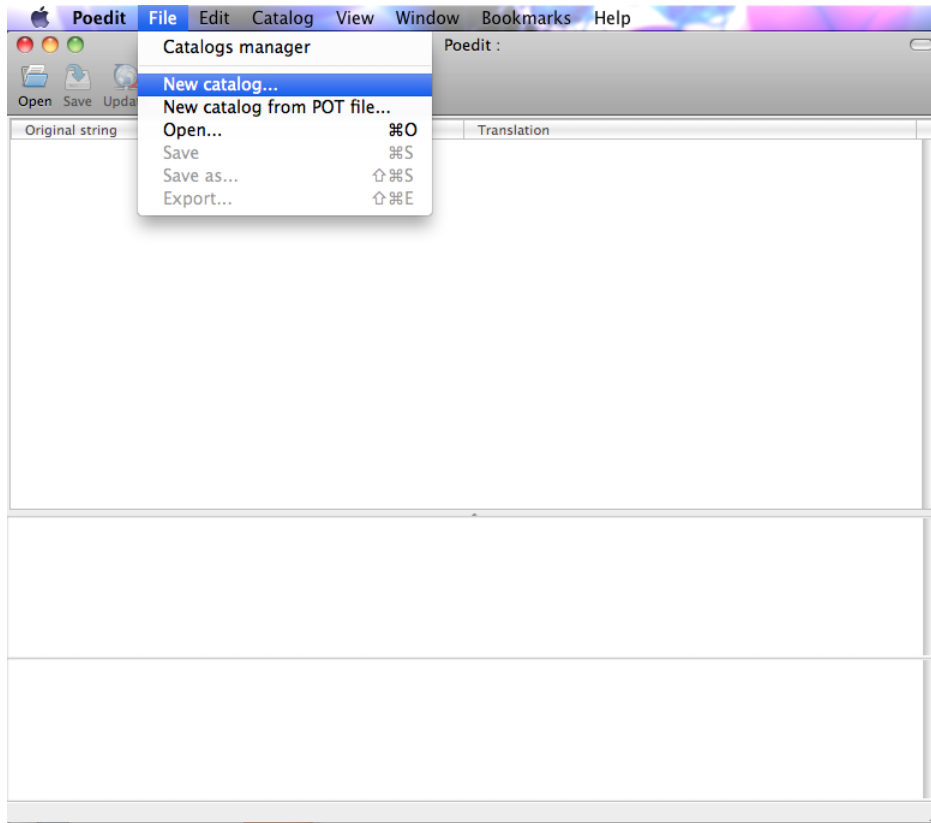 Poedit File Edit Catalog View Window Bookmarks Help
Poedit :
Open Save Upda
Catalogs manager
New catalog...
New catalog from POT file...
Open... ⌘O
Save ⌘S
Save as... ⇧⌘S
Export... ⇧⌘E
Original string Translation